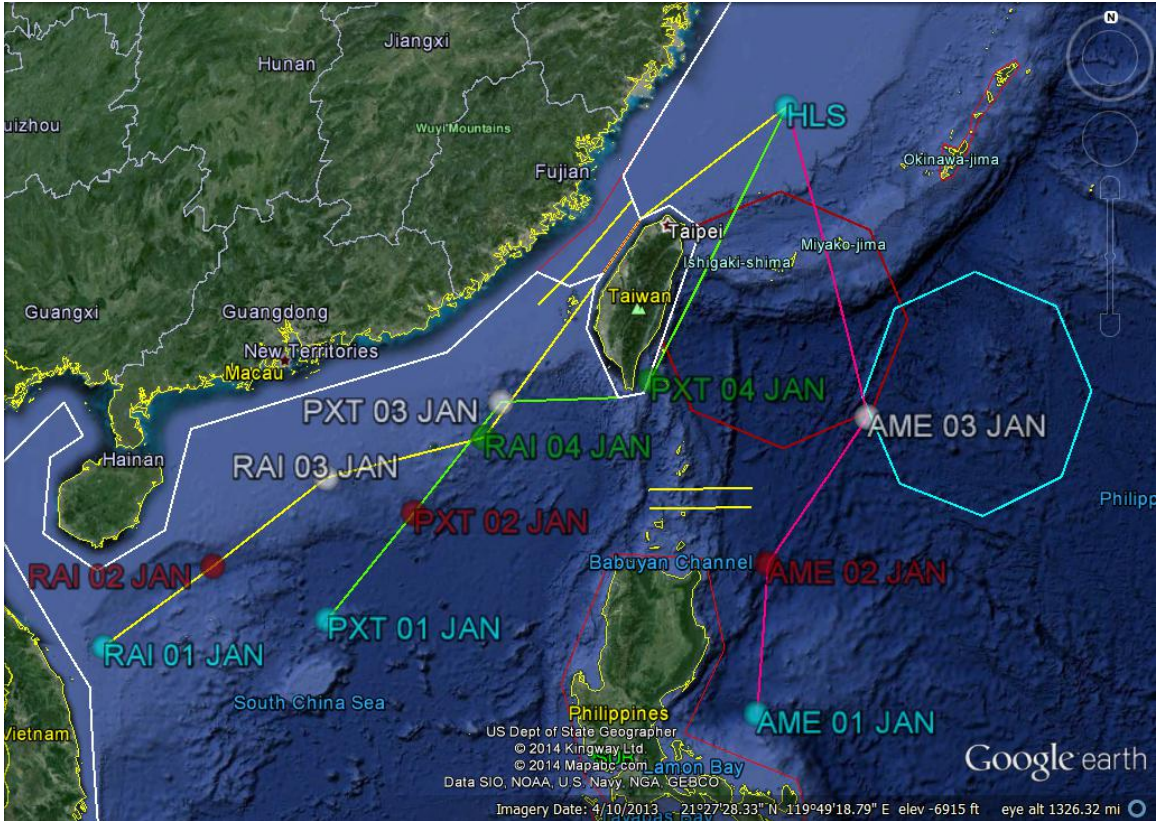 N
Jiangxi
Hunan
uizhou
Wuyi Mountains
HLS
Fujian
Okinawa-jima
Taipei
Miyako-jima
Ishigaki-shima
Guangxi
Guangdong
Taiwan
New Territories
Macau
PXT 03 JAN
PXT 04 JAN
AME 03 JAN
RAI 04 JAN
Hainan
RAI 03 JAN
Philipp
PXT 02 JAN
Babuyan Channel
AME 02 JAN
RAI 02 JAN
PXT 01 JAN
RAI 01 JAN
South China Sea
Philippines
AME 01 JAN
Vietnam
US Dept of State Geographer
© 2014 Kingway Ltd.
SUB
© 2014 Mapabc.com
Lamon Bay
Google earth
Data SIO, NOAA, U.S. Navy, NGA, GEBCO
Imagery Date: 4/10/2013 21°27'28.33" N 119°49'18.79" E elev -6915 ft eye alt 1326.32 mi